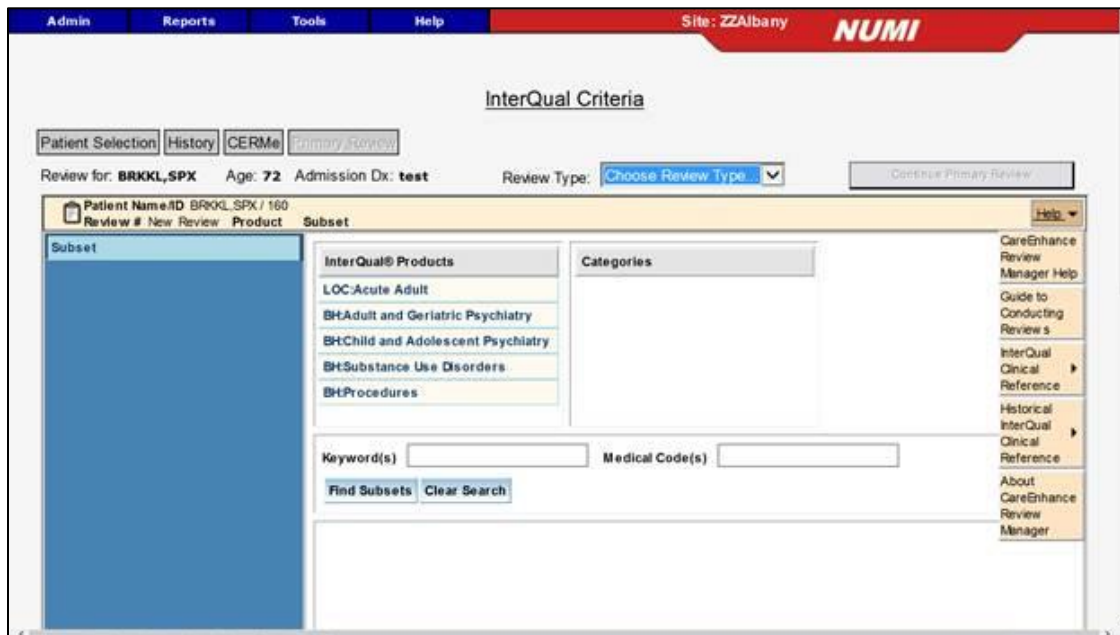 Admin Reports Tools Help Site: ZZAlbany NUMI
InterQual Criteria
Patient Selection History CERMe Primary Review
Review for: BRKKL,SPX Age: 72 Admission Dx: test Review Type: Choose Review Type... Continue Primary Review
Patient Name/ID BRKKL,SPX / 160
Review # New Review Product Subset
Help
Subset
InterQual® Products
LOC:Acute Adult
BH:Adult and Geriatric Psychiatry
BH:Child and Adolescent Psychiatry
BH:Substance Use Disorders
BH:Procedures
Categories
Keyword(s) Medical Code(s)
Find Subsets Clear Search
CareEnhance
Review
Manager Help
Guide to
Conducting
Reviews
InterQual
Clinical
Reference
Historical
InterQual
Clinical
Reference
About
CareEnhance
Review
Manager